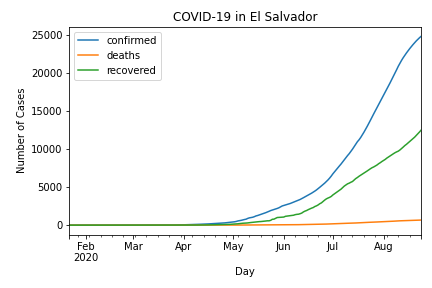 COVID-19 in El Salvador
confirmed
deaths
recovered
Number of Cases
25000
20000
15000
10000
5000
0
Feb Mar Apr May Jun Jul Aug
2020
Day